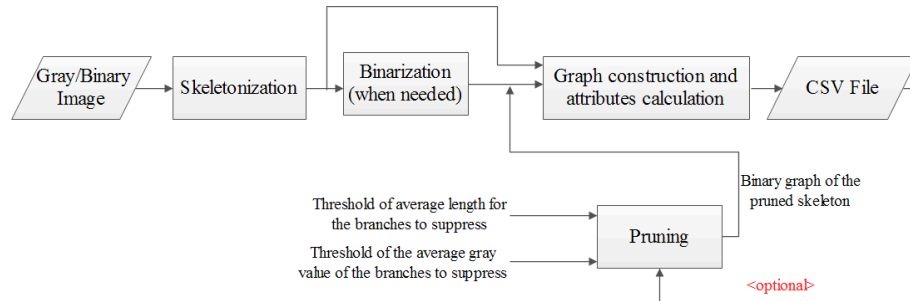 Gray/Binary
Image
Skeletonization
Binarization
(when needed)
Graph construction and
attributes calculation
CSV File
Binary graph of the
pruned skeleton
Threshold of average length for
the branches to suppress
Threshold of the average gray
value of the branches to suppress
Pruning
<optional>